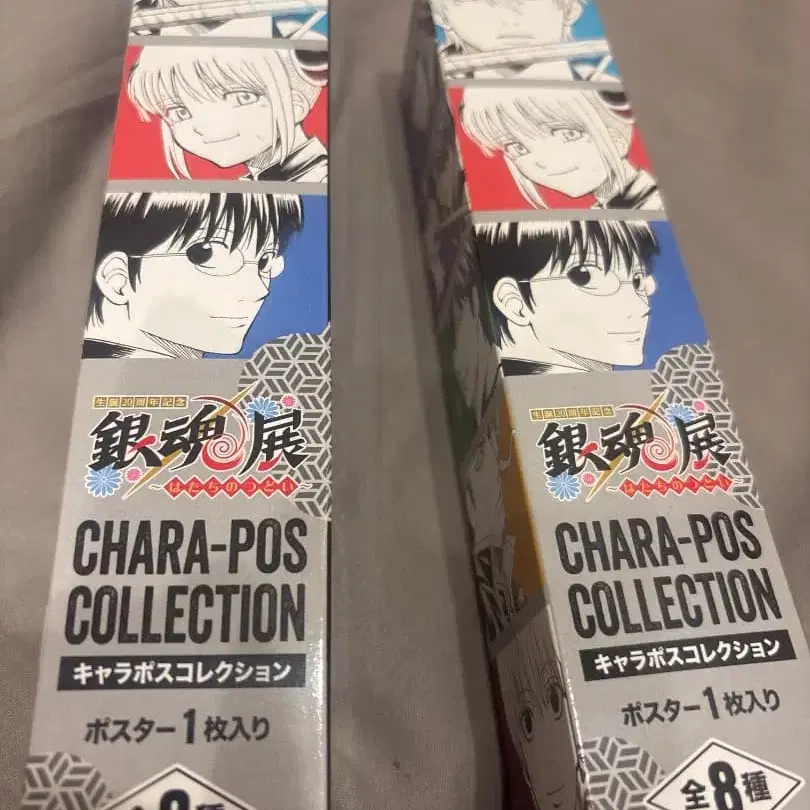 生誕20周年記念
銀魂展
〜はたちのつどい〜
CHARA-POS
COLLECTION
キャラポスコレクション
ポスター1枚入り
全8種
生誕20周年記念
銀魂展
〜はたちのつどい〜
CHARA-POS
COLLECTION
キャラポスコレクション
ポスター1枚入り
全8種